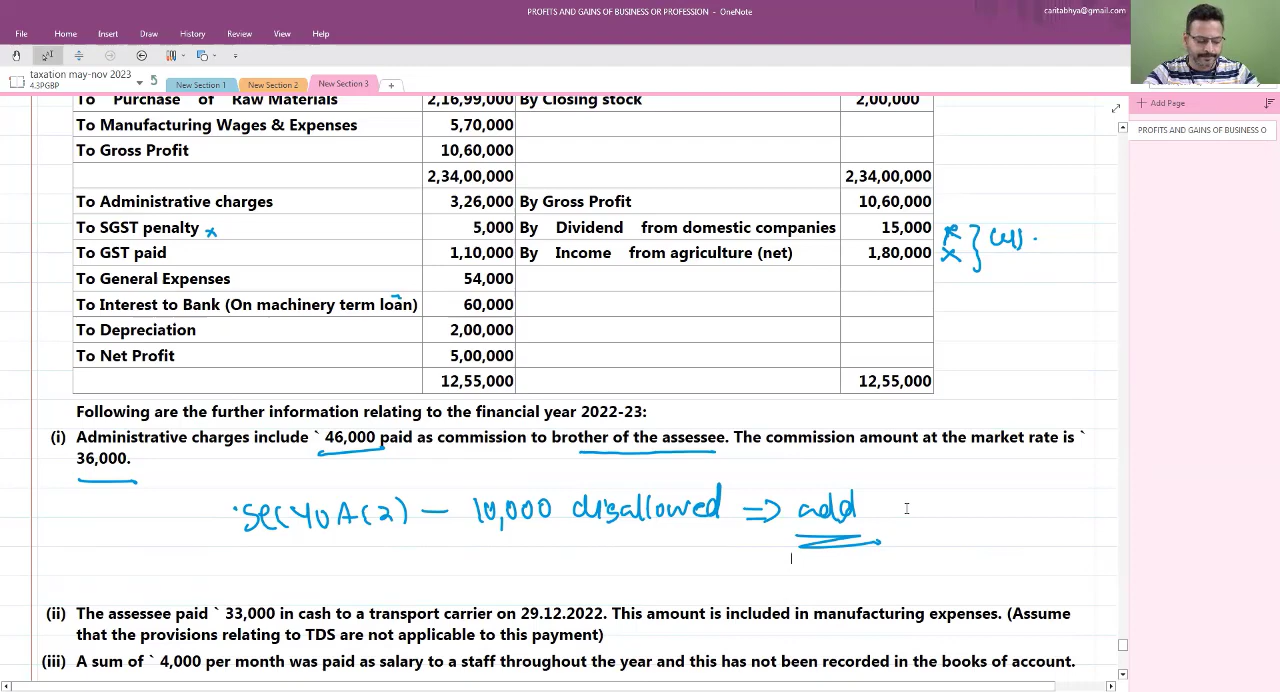 PROFITS AND GAINS OF BUSINESS OR PROFESSION - OneNote
caritabhya@gmail.com
File Home Insert Draw History Review View Help
taxation may-nov 2023
4.3PGBP
New Section 1 New Section 2 New Section 3
Add Page
PROFITS AND GAINS OF BUSINESS O
To Purchase of Raw Materials 2,16,99,000 By Closing stock 2,00,000
To Manufacturing Wages & Expenses 5,70,000
To Gross Profit 10,60,000
2,34,00,000 2,34,00,000
To Administrative charges 3,26,000 By Gross Profit 10,60,000
To SGST penalty x 5,000 By Dividend from domestic companies 15,000
To GST paid 1,10,000 By Income from agriculture (net) 1,80,000
To General Expenses 54,000
To Interest to Bank (On machinery term loan) 60,000
To Depreciation 2,00,000
To Net Profit 5,00,000
12,55,000 12,55,000
Following are the further information relating to the financial year 2022-23:
(i) Administrative charges include ` 46,000 paid as commission to brother of the assessee. The commission amount at the market rate is `
36,000.
Sec 40A(2) — 10,000 disallowed ⇒ add
(ii) The assessee paid ` 33,000 in cash to a transport carrier on 29.12.2022. This amount is included in manufacturing expenses. (Assume
that the provisions relating to TDS are not applicable to this payment)
(iii) A sum of ` 4,000 per month was paid as salary to a staff throughout the year and this has not been recorded in the books of account.